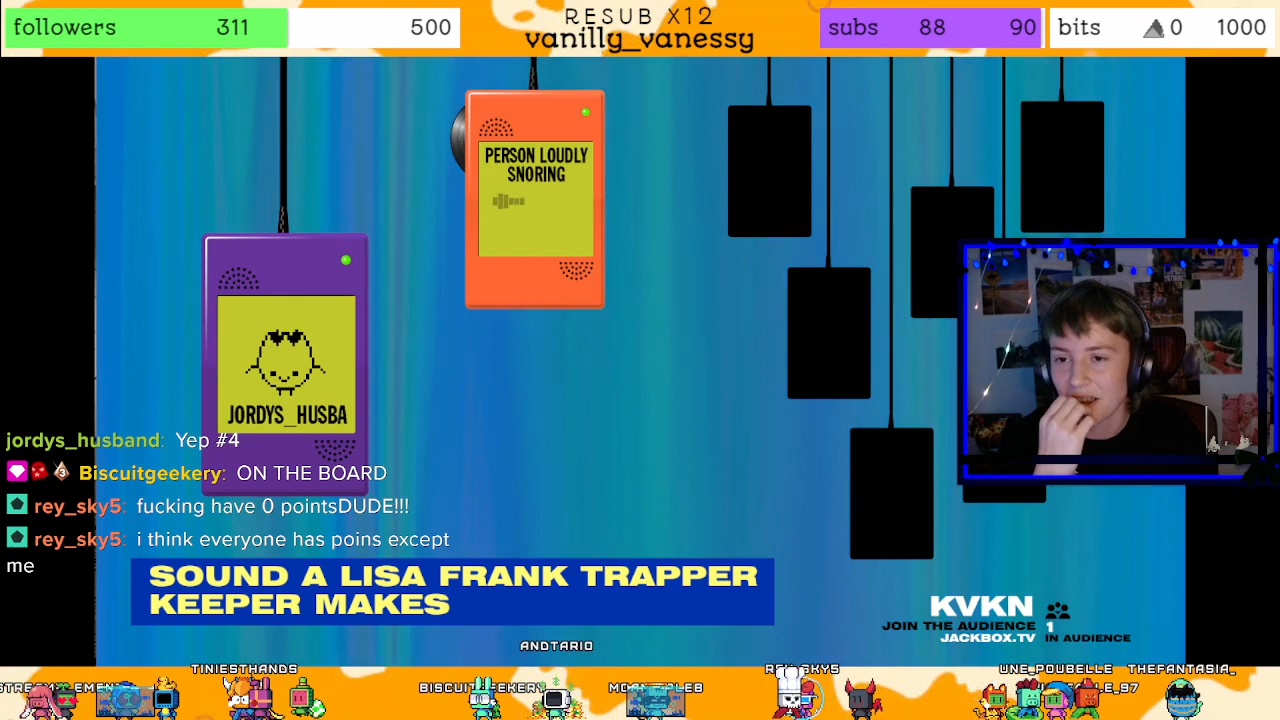 followers 311 500
RESUB X12
vanilly_vanessy
subs 88 90
bits 0 1000
PERSON LOUDLY
SNORING
JORDYS_HUSBA
jordys_husband: Yep #4
3 Biscuitgeekery: ON THE BOARD
rey_sky5: fucking have 0 pointsDUDE!!!
rey_sky5: i think everyone has poins except
me
SOUND A LISA FRANK TRAPPER
KEEPER MAKES
KVKN
JOIN THE AUDIENCE 1
JACKBOX.TV IN AUDIENCE
ANDTARIO
TINIESTHANDS
UNE_POUBELLE THEFANTASIA_